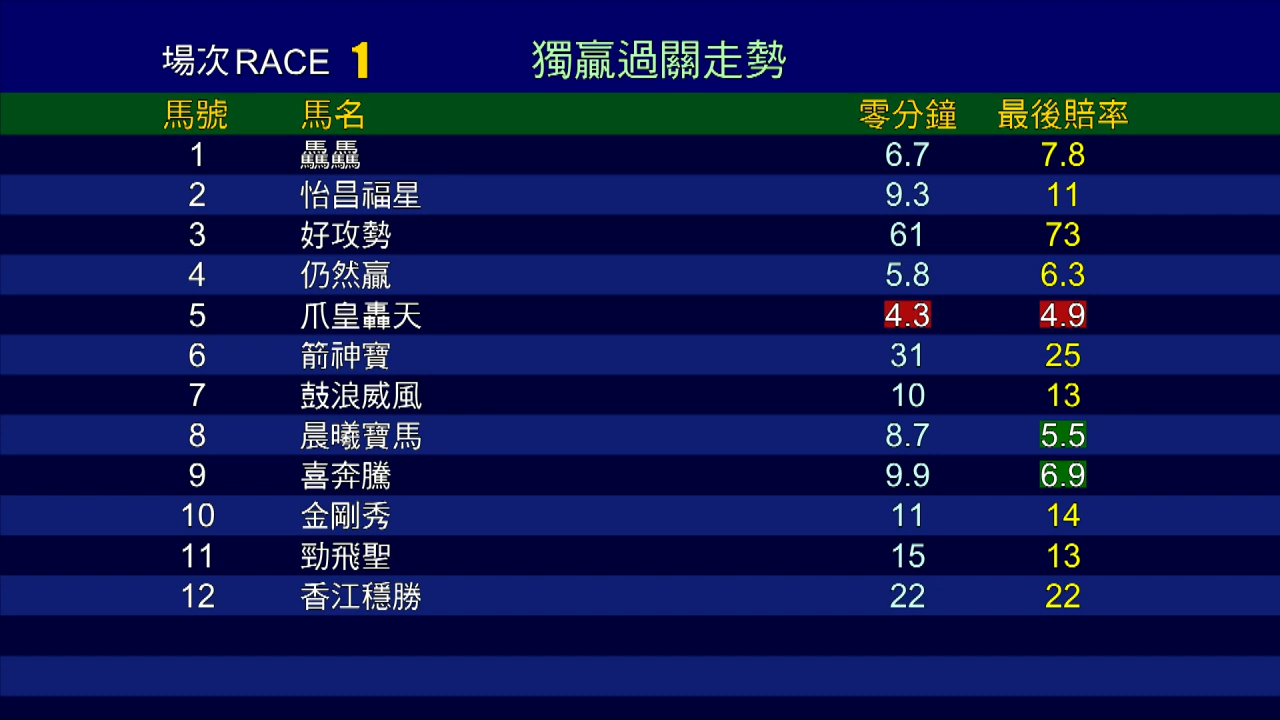 場次RACE 1 獨贏過關走勢
馬號 馬名 零分鐘 最後賠率
1 驫驫 6.7 7.8
2 怡昌福星 9.3 11
3 好攻勢 61 73
4 仍然贏 5.8 6.3
5 爪皇轟天 4.3 4.9
6 箭神寶 31 25
7 鼓浪威風 10 13
8 晨曦寶馬 8.7 5.5
9 喜奔騰 9.9 6.9
10 金剛秀 11 14
11 勁飛聖 15 13
12 香江穩勝 22 22